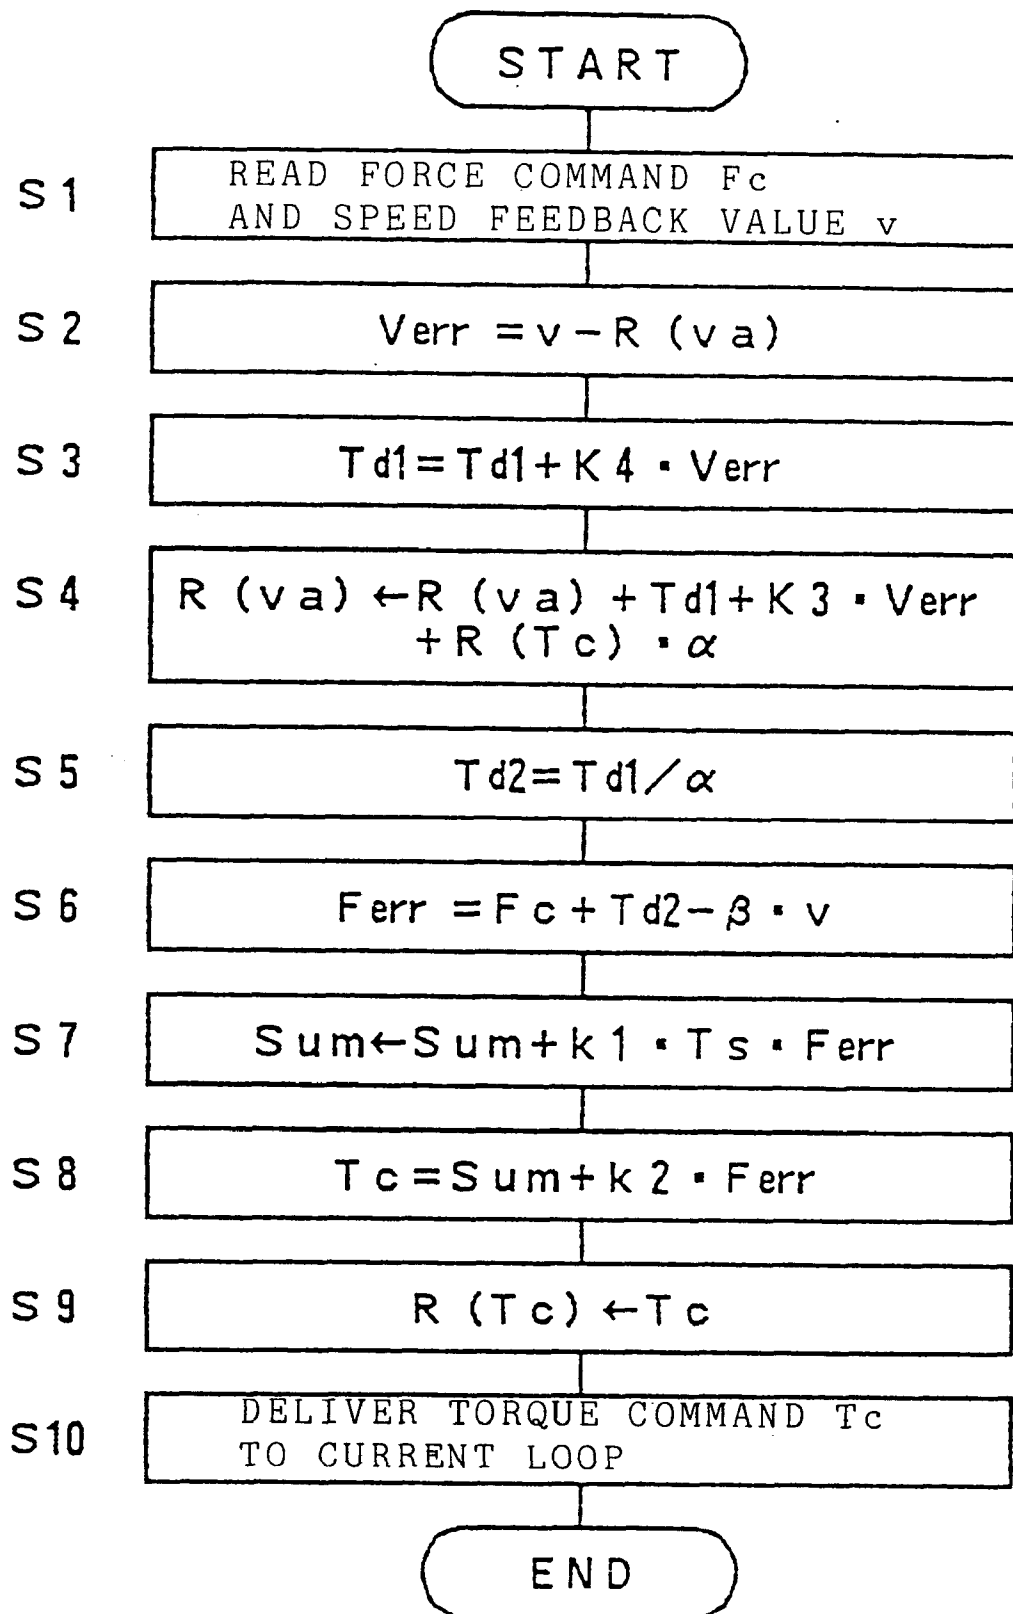 START
S1
READ FORCE COMMAND Fc
AND SPEED FEEDBACK VALUE v
S2
Verr = v - R (va)
S3
Td1 = Td1 + K4 ▪ Verr
S4
R (va) ← R (va) + Td1 + K3 ▪ Verr
+ R (Tc) ▪ α
S5
Td2 = Td1/α
S6
Ferr = Fc + Td2 - β ▪ v
S7
Sum ← Sum + k1 ▪ Ts ▪ Ferr
S8
Tc = Sum + k2 ▪ Ferr
S9
R (Tc) ← Tc
S10
DELIVER TORQUE COMMAND Tc
TO CURRENT LOOP
END